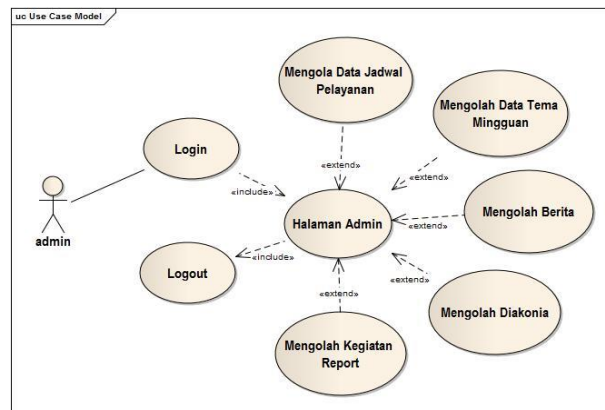 uc Use Case Model
Mengola Data Jadwal
Pelayanan
Mengolah Data Tema
Mingguan
Login
«extend»
«extend»
«include»
admin
Halaman Admin
«extend»
Mengolah Berita
Logout
«include»
«extend»
«extend»
Mengolah Diakonia
Mengolah Kegiatan
Report